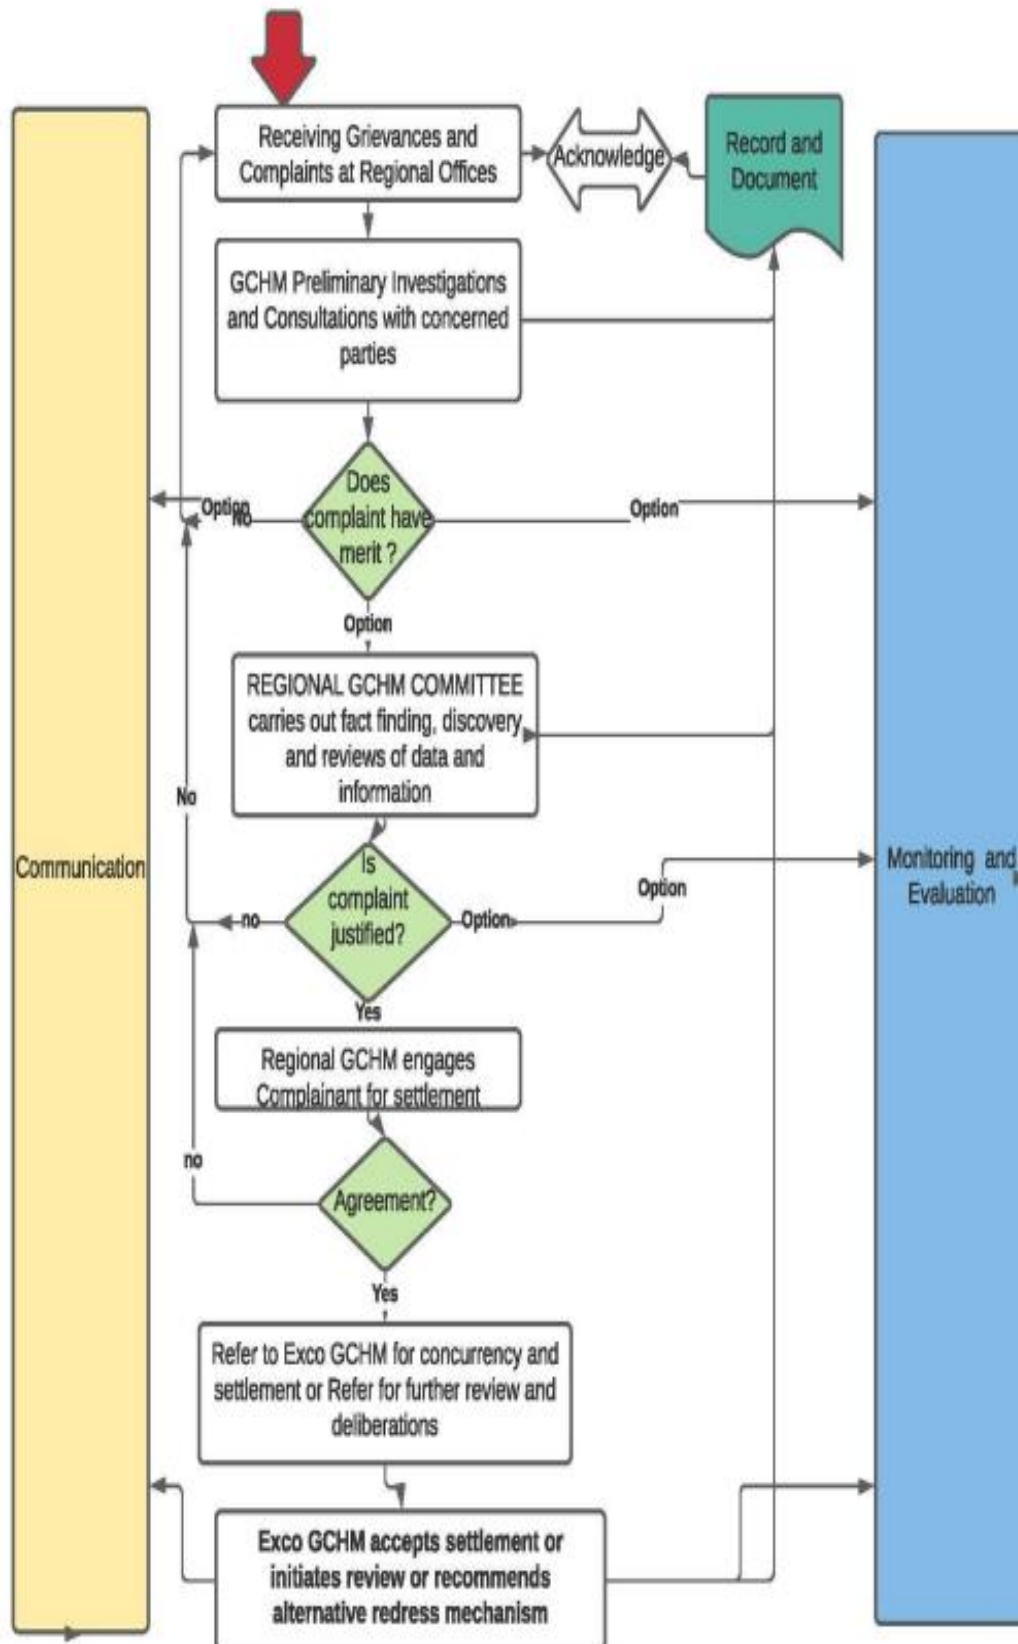 Receiving Grievances and
Complaints at Regional Offices
Acknowledge
Record and
Document
GCHM Preliminary Investigations
and Consultations with concerned
parties
Does
complaint have
merit ?
Option
No
Option
Option
REGIONAL GCHM COMMITTEE
carries out fact finding, discovery
and reviews of data and
information
No
Communication
Monitoring and
Evaluation
Is
complaint
justified?
no
Option
Option
Yes
Regional GCHM engages
Complainant for settlement
no
Agreement?
Yes
Refer to Exco GCHM for concurrency and
settlement or Refer for further review and
deliberations
Exco GCHM accepts settlement or
initiates review or recommends
alternative redress mechanism